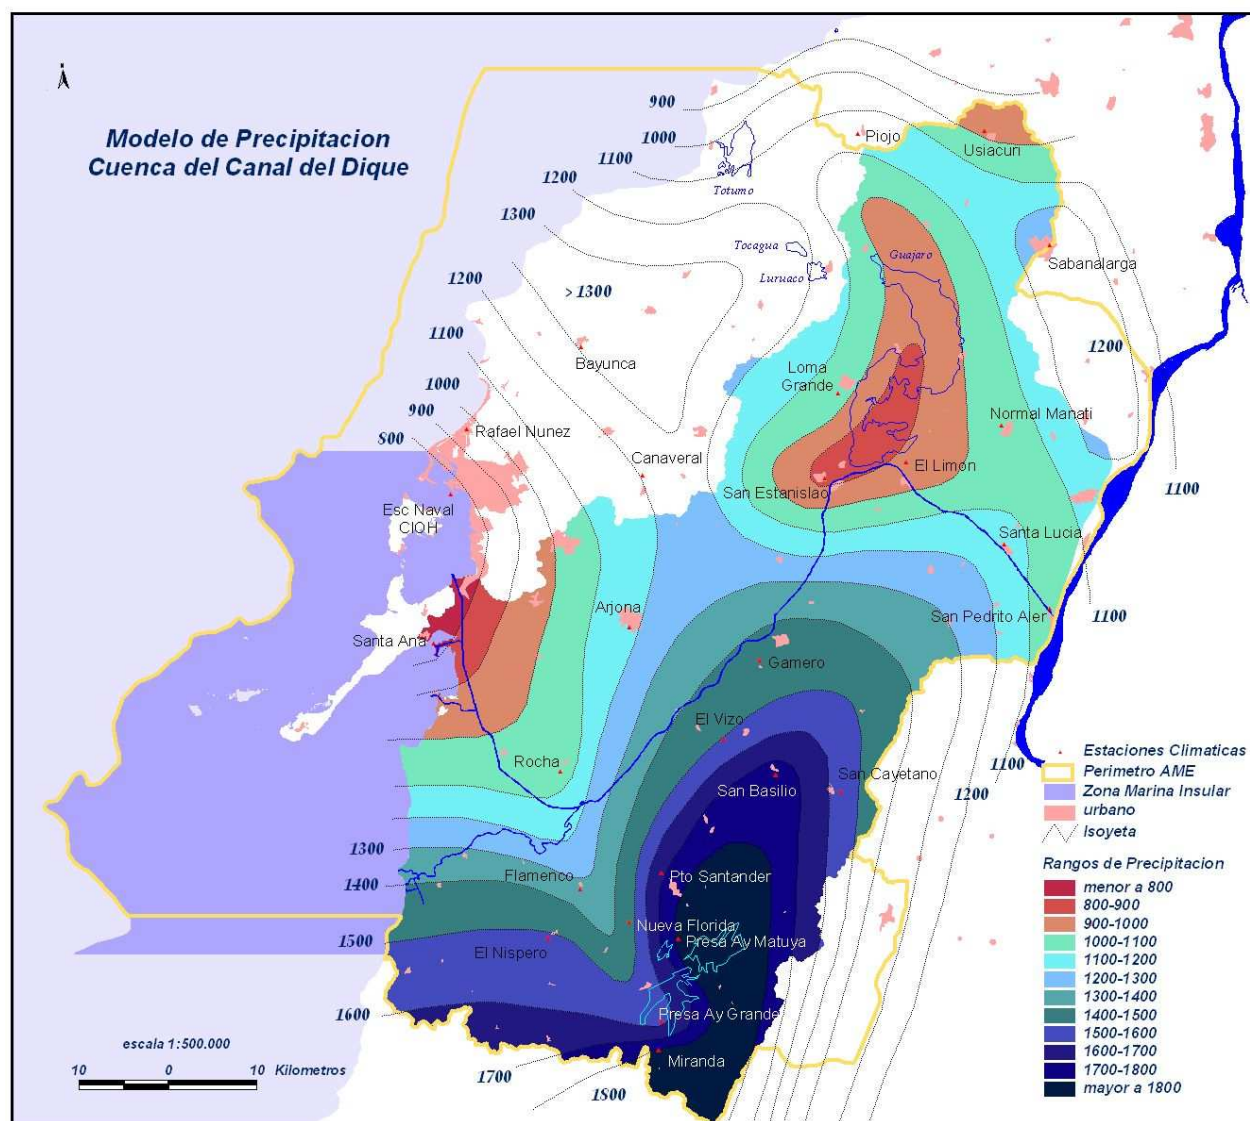 Modelo de Precipitacion
Cuenca del Canal del Dique
900
1000
1100
1200
1300
1200
1100
1000
900
S00
> 1300
Totumo
Tocagua
Luruaco
Guajaro
Piojo
Usiacuri
Sabanalarga
1200
Bayunca
Loma
Grande
Rafael Nunez
Normal Manati
Canaveral
El Limon
San Estanislao
1100
Esc Naval
CIOH
Santa Lucia
Arjona
San Pedrito Ajer
1100
Santa Ana
Gamero
El Vizo
Rocha
San Basilio
San Cayetano
1100
1200
1300
1400
Flamenco
Pto Santander
Nueva Florida
1500
El Nispero
Presa Ay Matuya
1600
Presa Ay Grande
Miranda
1700
1S00
escala 1:500.000
10 0 10 Kilometros
Estaciones Climaticas
Perimetro AME
Zona Marina Insular
urbano
Isoyeta
Rangos de Precipitacion
menor a 800
800-900
900-1000
1000-1100
1100-1200
1200-1300
1300-1400
1400-1500
1500-1600
1600-1700
1700-1800
mayor a 1800